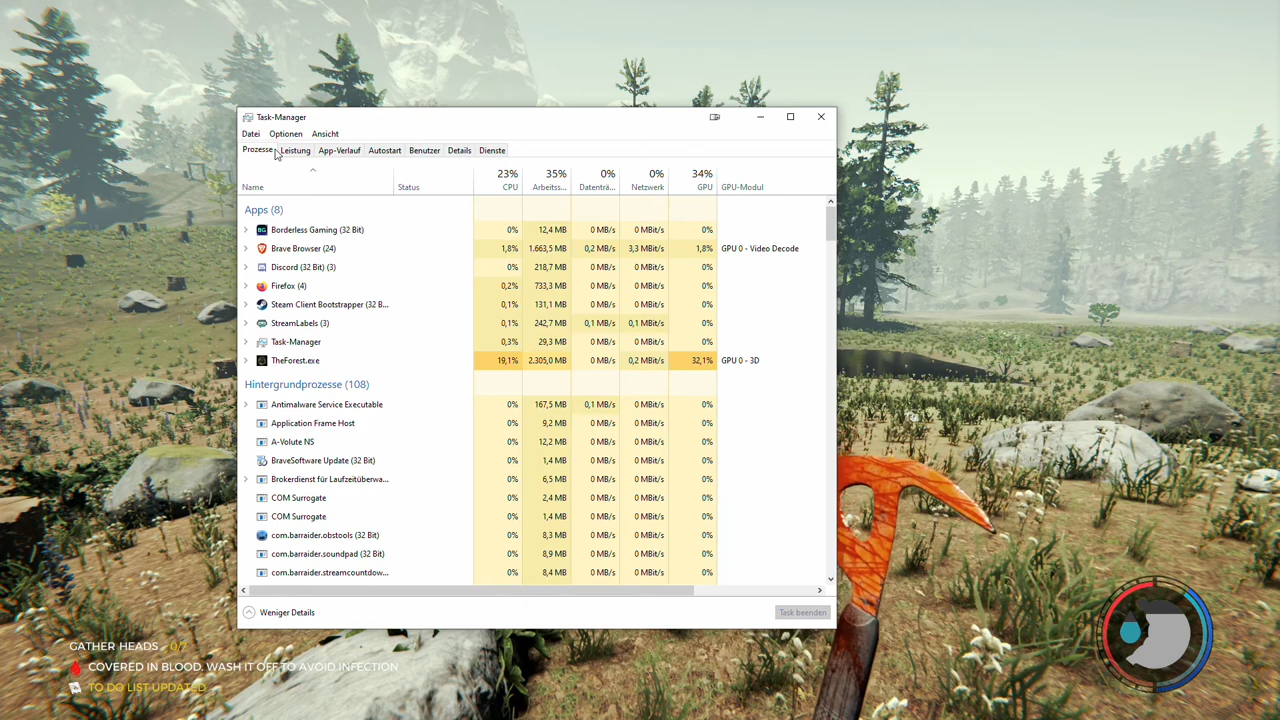 Task-Manager
Datei Optionen Ansicht
Prozesse Leistung App-Verlauf Autostart Benutzer Details Dienste
23% 35% 0% 0% 34%
Name Status CPU Arbeitss... Datenträ... Netzwerk GPU GPU-Modul
Apps (8)
Borderless Gaming (32 Bit) 0% 12,4 MB 0 MB/s 0 MBit/s 0%
Brave Browser (24) 1,8% 1.663,5 MB 0,2 MB/s 3,3 MBit/s 1,8% GPU 0 - Video Decode
Discord (32 Bit) (3) 0% 218,7 MB 0 MB/s 0 MBit/s 0%
Firefox (4) 0,2% 733,3 MB 0 MB/s 0 MBit/s 0%
Steam Client Bootstrapper (32 B... 0,1% 131,1 MB 0 MB/s 0 MBit/s 0%
StreamLabels (3) 0,1% 242,7 MB 0,1 MB/s 0,1 MBit/s 0%
Task-Manager 0,3% 29,3 MB 0 MB/s 0 MBit/s 0%
TheForest.exe 19,1% 2.305,0 MB 0 MB/s 0,2 MBit/s 32,1% GPU 0 - 3D
Hintergrundprozesse (108)
Antimalware Service Executable 0% 167,5 MB 0,1 MB/s 0 MBit/s 0%
Application Frame Host 0% 9,2 MB 0 MB/s 0 MBit/s 0%
A-Volute NS 0% 12,2 MB 0 MB/s 0 MBit/s 0%
BraveSoftware Update (32 Bit) 0% 1,4 MB 0 MB/s 0 MBit/s 0%
Brokerdienst für Laufzeitüberwa... 0% 6,5 MB 0 MB/s 0 MBit/s 0%
COM Surrogate 0% 2,4 MB 0 MB/s 0 MBit/s 0%
COM Surrogate 0% 1,4 MB 0 MB/s 0 MBit/s 0%
com.barraider.obstools (32 Bit) 0% 8,3 MB 0 MB/s 0 MBit/s 0%
com.barraider.soundpad (32 Bit) 0% 8,9 MB 0 MB/s 0 MBit/s 0%
com.barraider.streamcountdow... 0% 8,4 MB 0 MB/s 0 MBit/s 0%
Weniger Details Task beenden
GATHER HEADS 0/7
COVERED IN BLOOD. WASH IT OFF TO AVOID INFECTION
TO DO LIST UPDATED